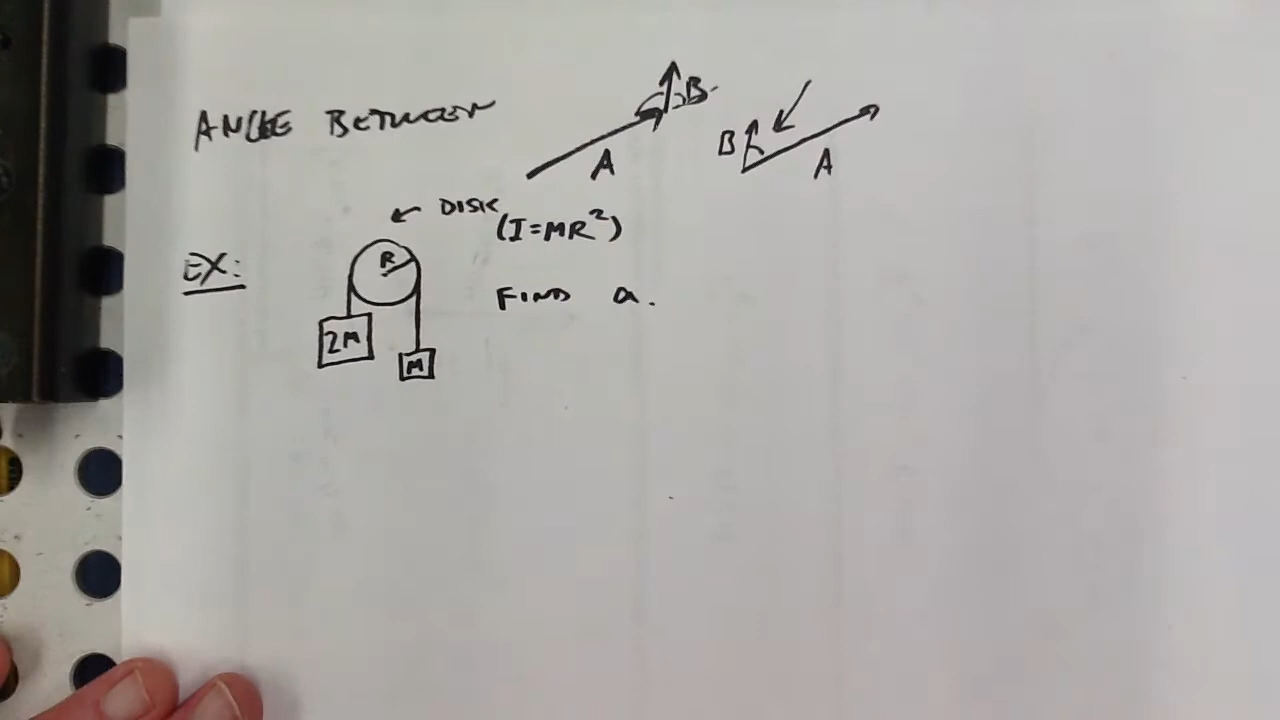 ANGLE BETWEEN
A B.
B A
DISK
(I=MR²)
EX:
R
FIND a.
2M
M